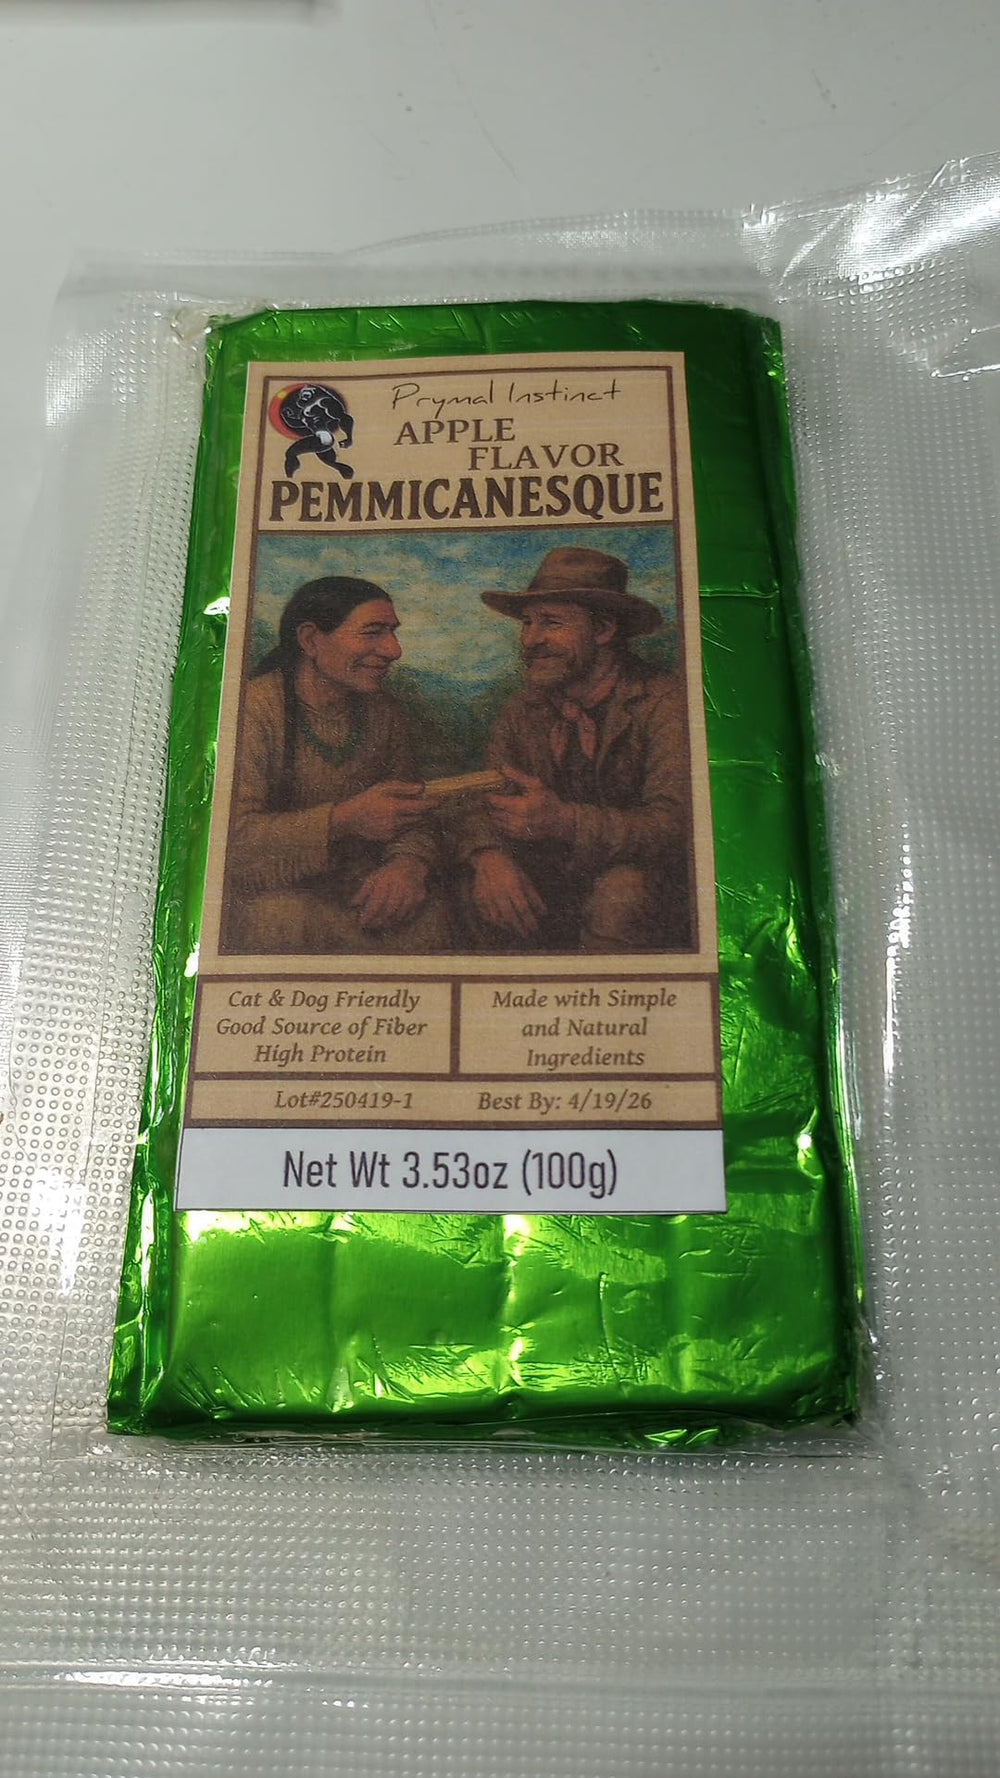 Prymal Instinct
APPLE
FLAVOR
PEMMICANESQUE
Cat & Dog Friendly
Good Source of Fiber
High Protein
Made with Simple
and Natural
Ingredients
Lot#250419-1
Best By: 4/19/26
Net Wt 3.53oz (100g)